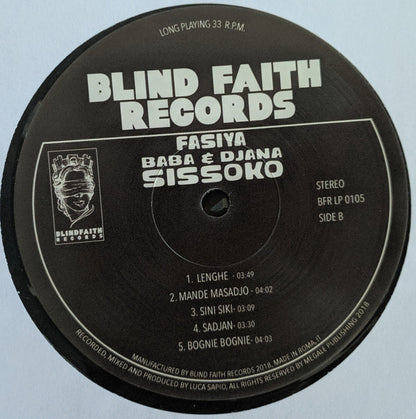 LONG PLAYING 33 R.P.M.
BLIND FAITH
RECORDS
FASIYA
BABA & DJANA
SISSOKO
BLINDFAITH
RECORDS
STEREO
BFR LP 0105
SIDE B
1. LENGHE - 03:49
2. MANDE MASADJO - 04:02
3. SINI SIKI- 03:09
4. SADJAN- 03:30
5. BOGNIE BOGNIE- 04:03
MANUFACTURED BY BLIND FAITH RECORDS 2018, MADE IN ROMA, IT
RECORDED, MIXED AND PRODUCED BY LUCA SAPIO, ALL RIGHTS RESERVED BY MEGALE PUBLISHING 2018